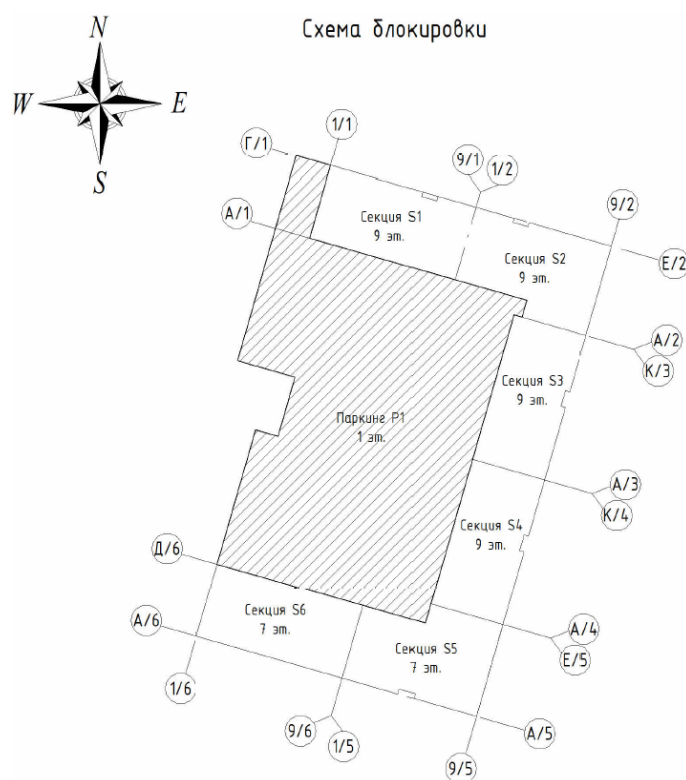 Схема блокировки
N
W
E
S
1/1
Г/1
9/1
1/2
9/2
А/1
Секция S1
9 эт.
Секция S2
9 эт.
Е/2
А/2
К/3
Секция S3
9 эт.
Паркинг P1
1 эт.
А/3
К/4
Секция S4
9 эт.
Д/6
А/6
Секция S6
7 эт.
А/4
Е/5
Секция S5
7 эт.
1/6
9/6
1/5
А/5
9/5